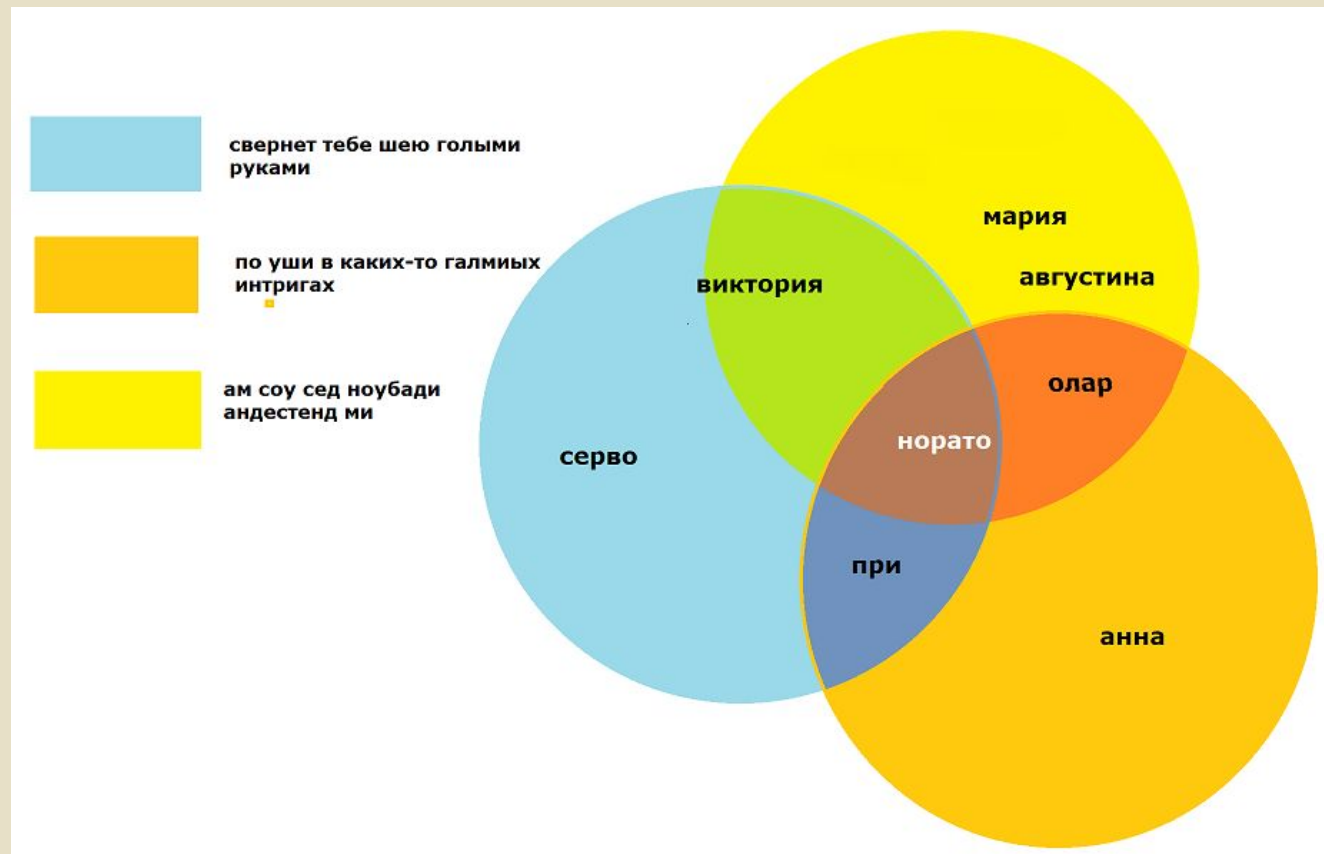 свернет тебе шею голыми
руками
по уши в каких-то галмиых
интригах
ам соу сед ноубади
андестенд ми
мария
августина
виктория
олар
норато
серво
при
анна